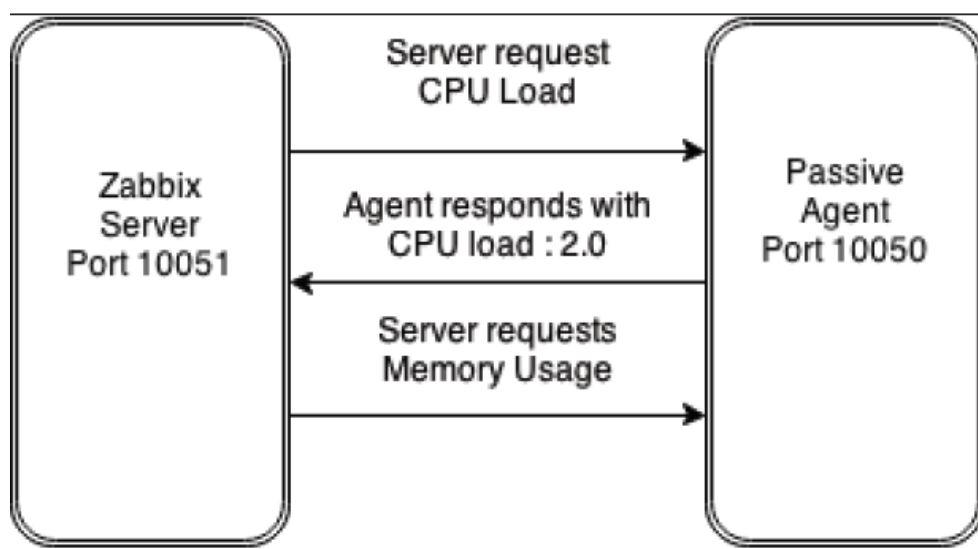 Server request
CPU Load
Zabbix
Server
Port 10051
Agent responds with
CPU load : 2.0
Passive
Agent
Port 10050
Server requests
Memory Usage